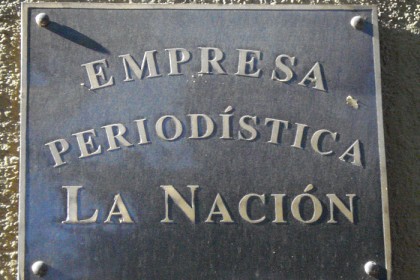 EMPRESA
PERIODÍSTICA
LA NACIÓN